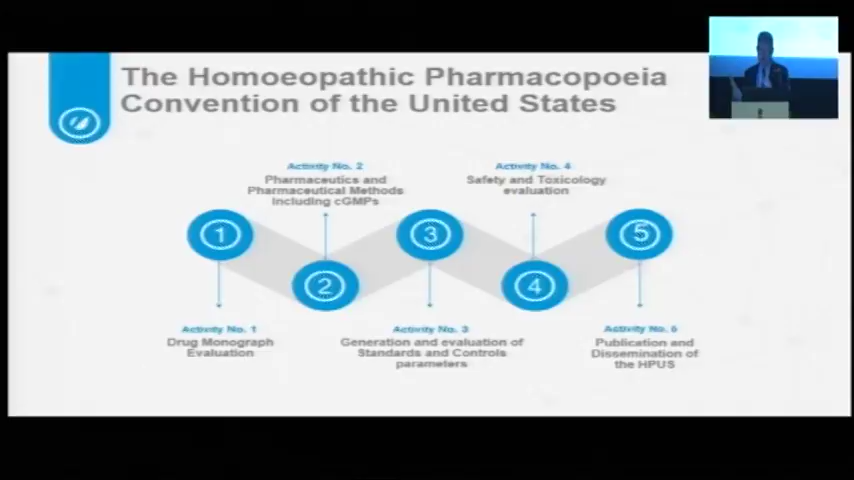 The Homoeopathic Pharmacopoeia
Convention of the United States
Activity No. 2
Pharmaceutics and
Pharmaceutical Methods
including cGMPs
Activity No. 4
Safety and Toxicology
evaluation
1
2
3
4
5
Activity No. 1
Drug Monograph
Evaluation
Activity No. 3
Generation and evaluation of
Standards and Controls
parameters
Activity No. 5
Publication and
Dissemination of
the HPUS